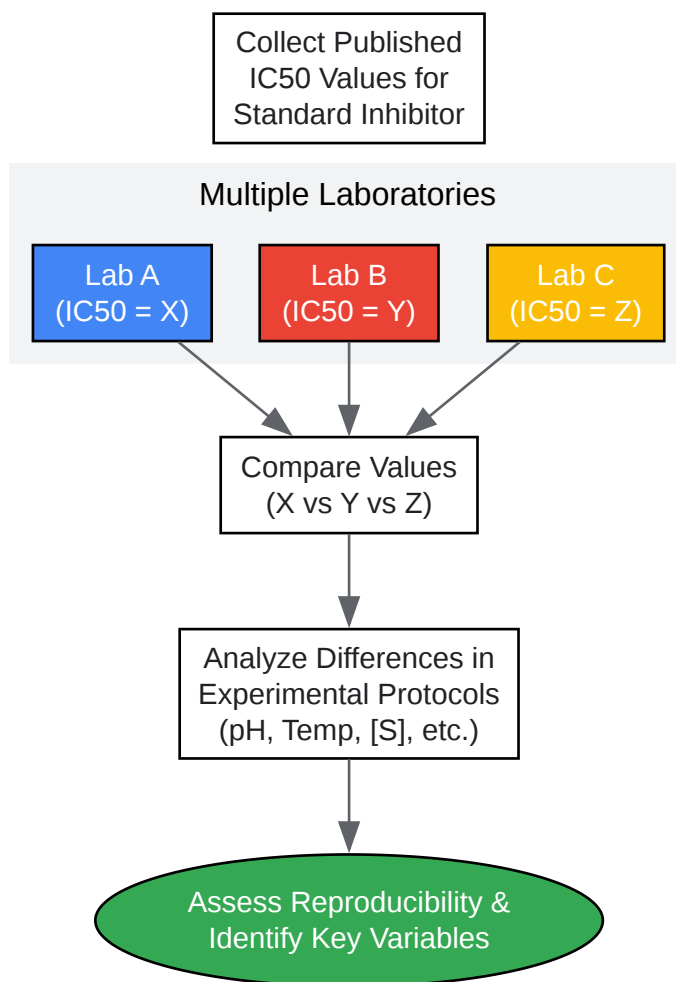 Collect Published
IC50 Values for
Standard Inhibitor
Multiple Laboratories
Lab A
(IC50 = X)
Lab B
(IC50 = Y)
Lab C
(IC50 = Z)
Compare Values
(X vs Y vs Z)
Analyze Differences in
Experimental Protocols
(pH, Temp, [S], etc.)
Assess Reproducibility &
Identify Key Variables